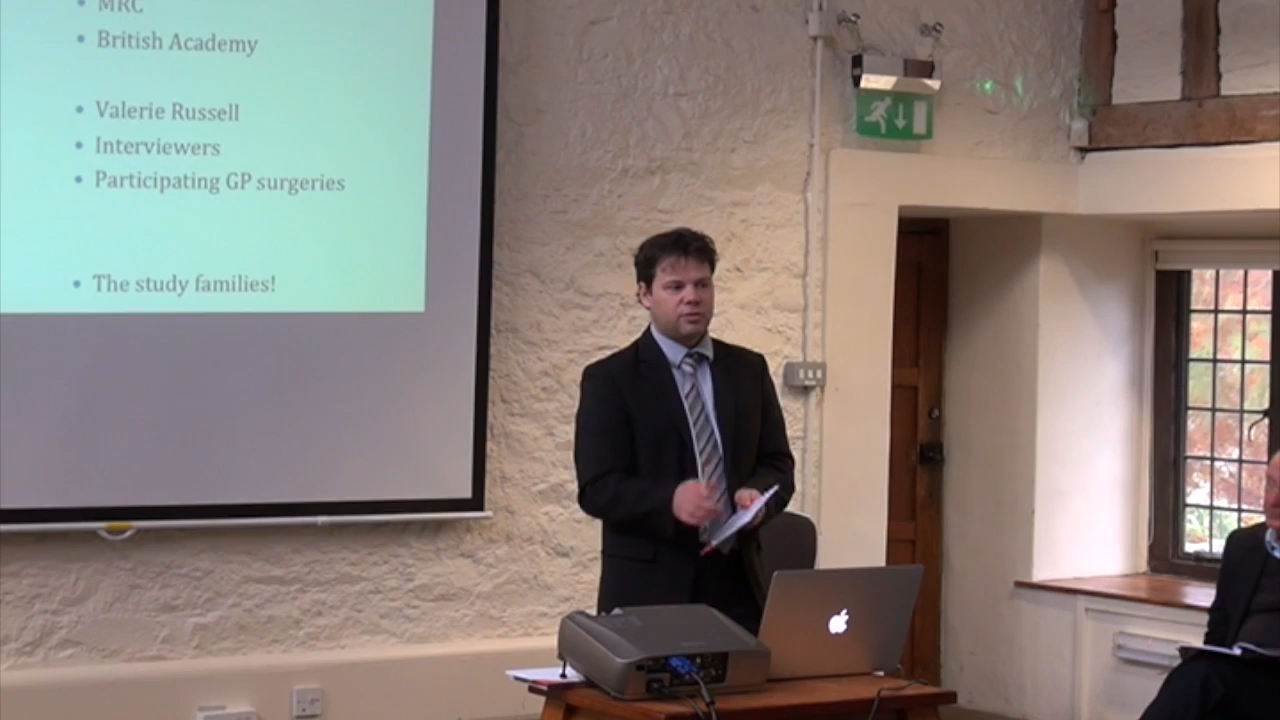 MRC
British Academy
Valerie Russell
Interviewers
Participating GP surgeries
The study families!